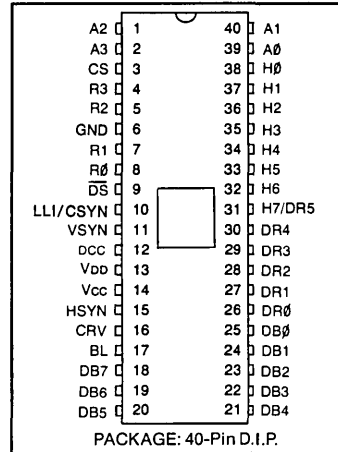 A2 1 40 A1
A3 2 39 AØ
CS 3 38 HØ
R3 4 37 H1
R2 5 36 H2
GND 6 35 H3
R1 7 34 H4
RØ 8 33 H5
D̅S̅ 9 32 H6
LLI/CSYN 10 31 H7/DR5
VSYN 11 30 DR4
DCC 12 29 DR3
VDD 13 28 DR2
VCC 14 27 DR1
HSYN 15 26 DRØ
CRV 16 25 DBØ
BL 17 24 DB1
DB7 18 23 DB2
DB6 19 22 DB3
DB5 20 21 DB4
PACKAGE: 40-Pin D.I.P.